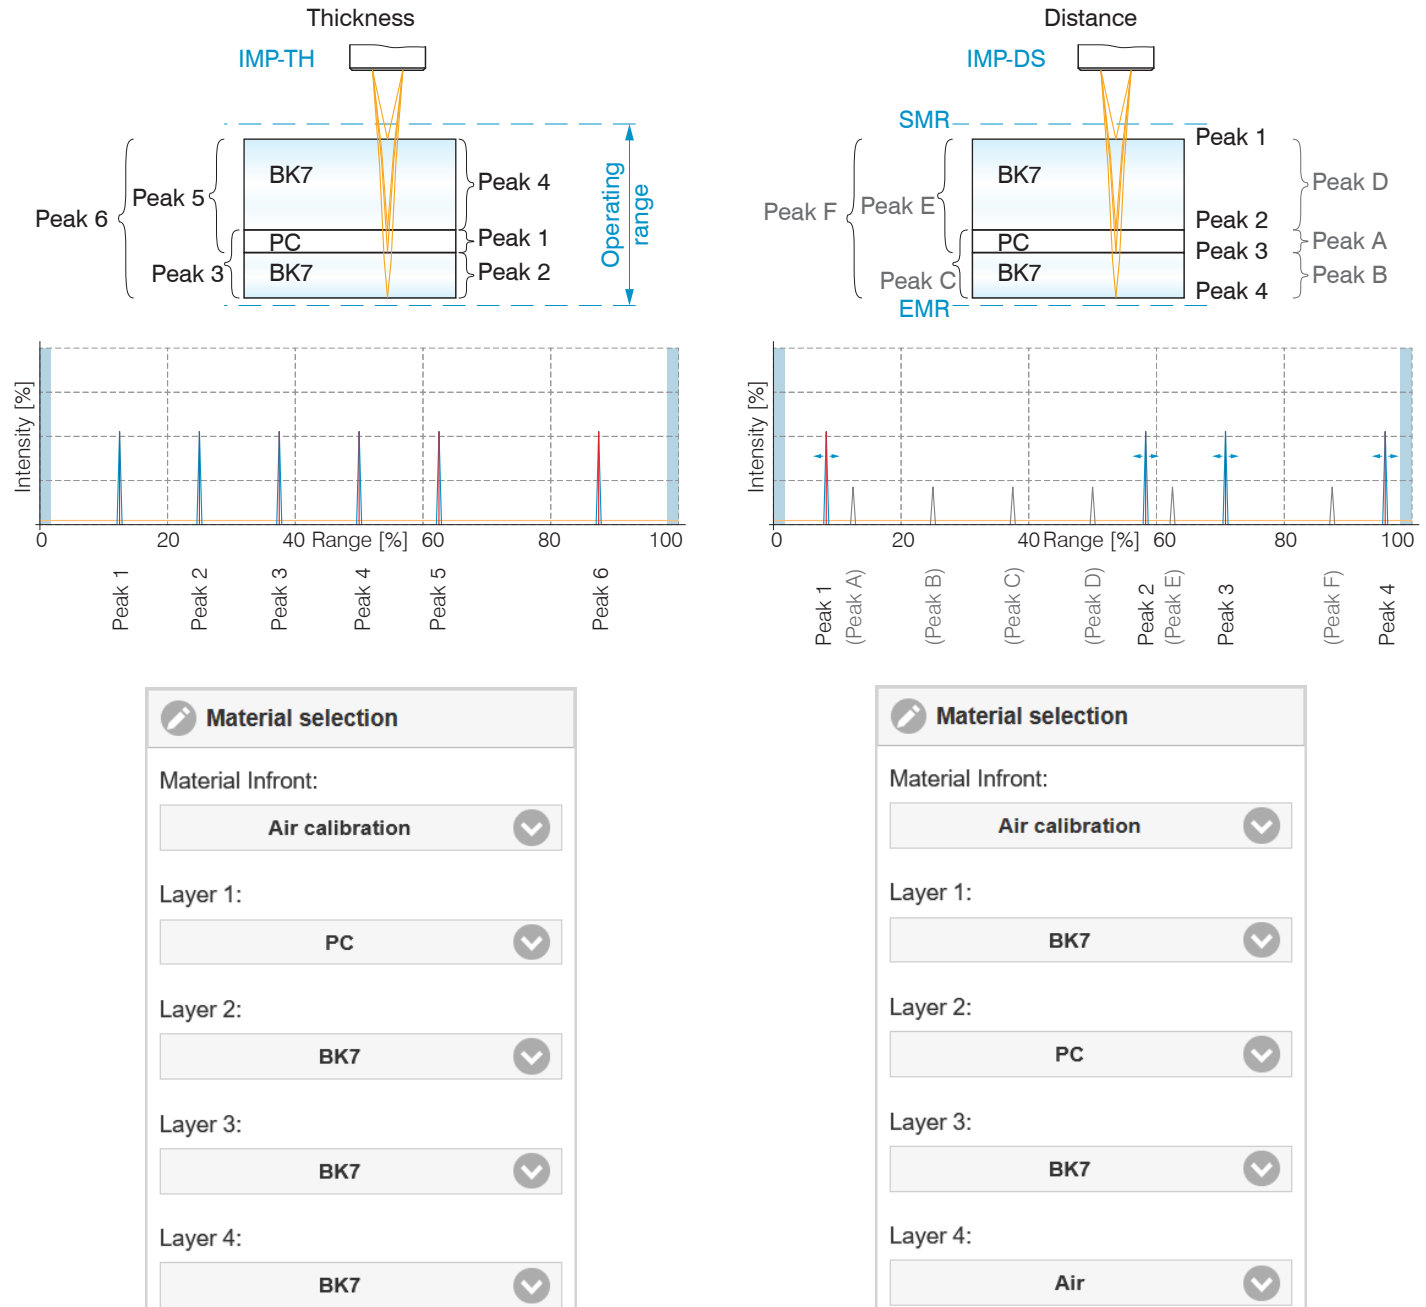 Thickness
IMP-TH
BK7
PC
BK7
Peak 6
Peak 5
Peak 3
Peak 4
Peak 1
Peak 2
Operating
range
Intensity [%]
0 20 40 Range [%] 60 80 100
Peak 1 Peak 2 Peak 3 Peak 4 Peak 5 Peak 6
Material selection
Material Infront:
Air calibration
Layer 1:
PC
Layer 2:
BK7
Layer 3:
BK7
Layer 4:
BK7
Distance
IMP-DS
SMR
EMR
BK7
PC
BK7
Peak F
Peak E
Peak C
Peak 1
Peak 2
Peak 3
Peak 4
Peak D
Peak A
Peak B
Intensity [%]
0 20 40 Range [%] 60 80 100
Peak 1 (Peak A) (Peak B) (Peak C) (Peak D) Peak 2 (Peak E) Peak 3 (Peak F) Peak 4
Material selection
Material Infront:
Air calibration
Layer 1:
BK7
Layer 2:
PC
Layer 3:
BK7
Layer 4:
Air